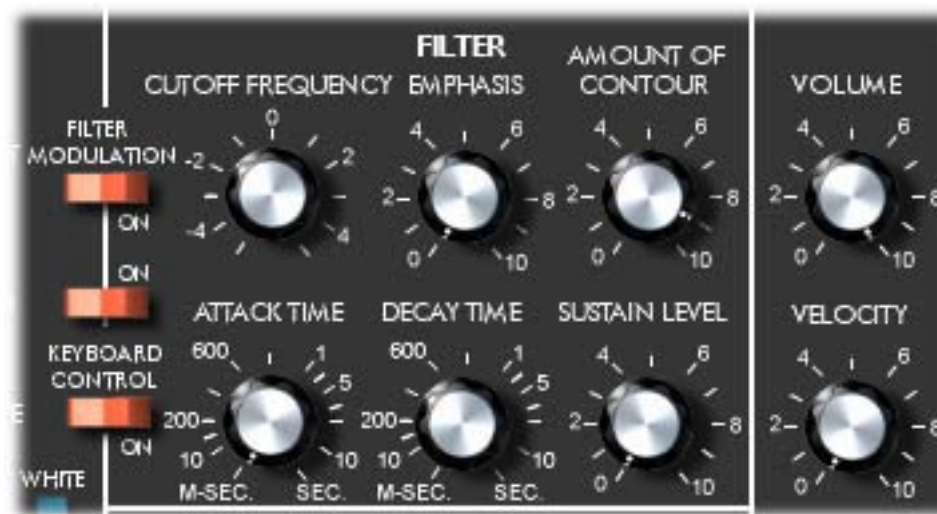 FILTER
CUTOFF FREQUENCY
0
-2
2
-4
4
EMPHASIS
4
6
2
8
0
10
AMOUNT OF
CONTOUR
4
6
2
8
0
10
VOLUME
4
6
2
8
0
10
FILTER
MODULATION
ON
ON
KEYBOARD
CONTROL
ON
WHITE
ATTACK TIME
600
1
5
200
10
10
M-SEC.
SEC.
DECAY TIME
600
1
5
200
10
10
M-SEC.
SEC.
SUSTAIN LEVEL
4
6
2
8
0
10
VELOCITY
4
6
2
8
0
10